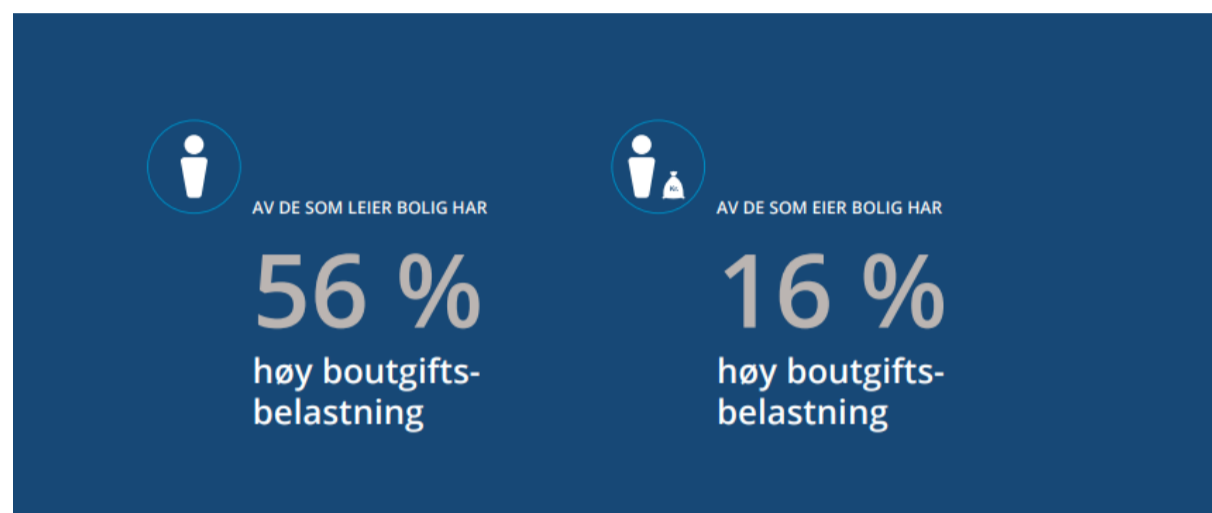 AV DE SOM LEIER BOLIG HAR
56 %
høy boutgifts-
belastning
AV DE SOM EIER BOLIG HAR
16 %
høy boutgifts-
belastning